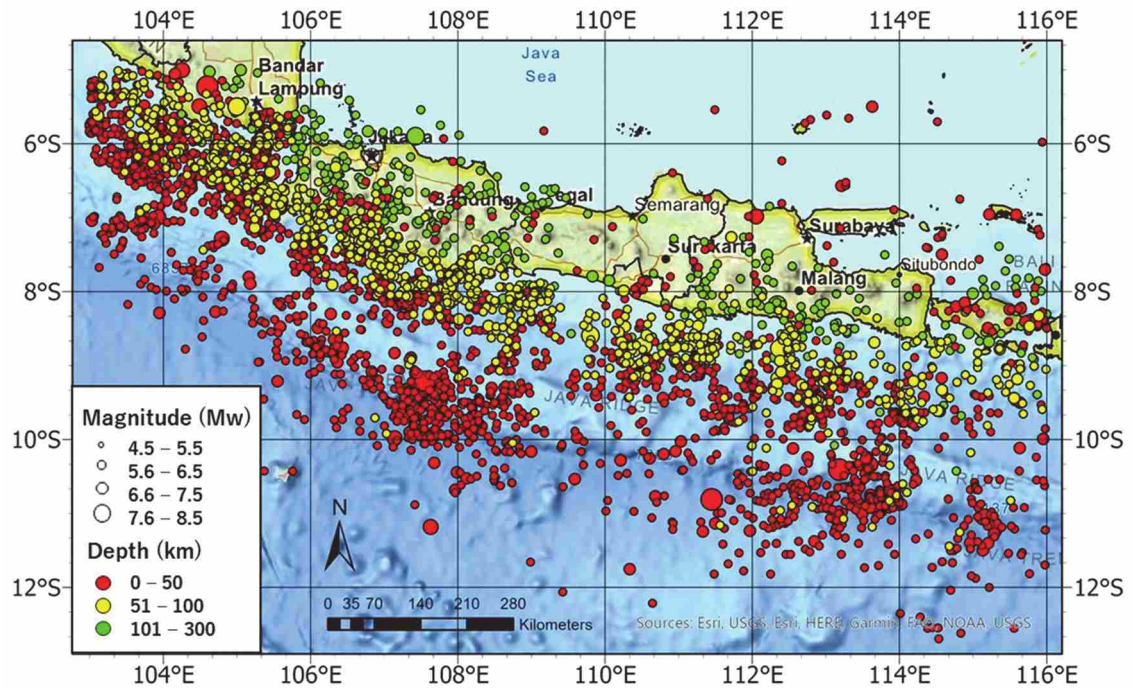 104°E 106°E 108°E 110°E 112°E 114°E 116°E
Java
Sea
Bandar
Lampung
6°S 6°S
Bandung
Semarang
Surabaya
Surakarta
Situbondo
BALI
Malang
8°S 8°S
JAVA RIDGE
10°S 10°S
JAVA RIDGE
Magnitude (Mw)
4.5 – 5.5
5.6 – 6.5
6.6 – 7.5
7.6 – 8.5
Depth (km)
0 – 50
51 – 100
101 – 300
N
12°S 12°S
0 35 70 140 210 280
Kilometers
Sources: Esri, USGS, Esri, HERE, Garmin, FAO, NOAA, USGS
104°E 106°E 108°E 110°E 112°E 114°E 116°E